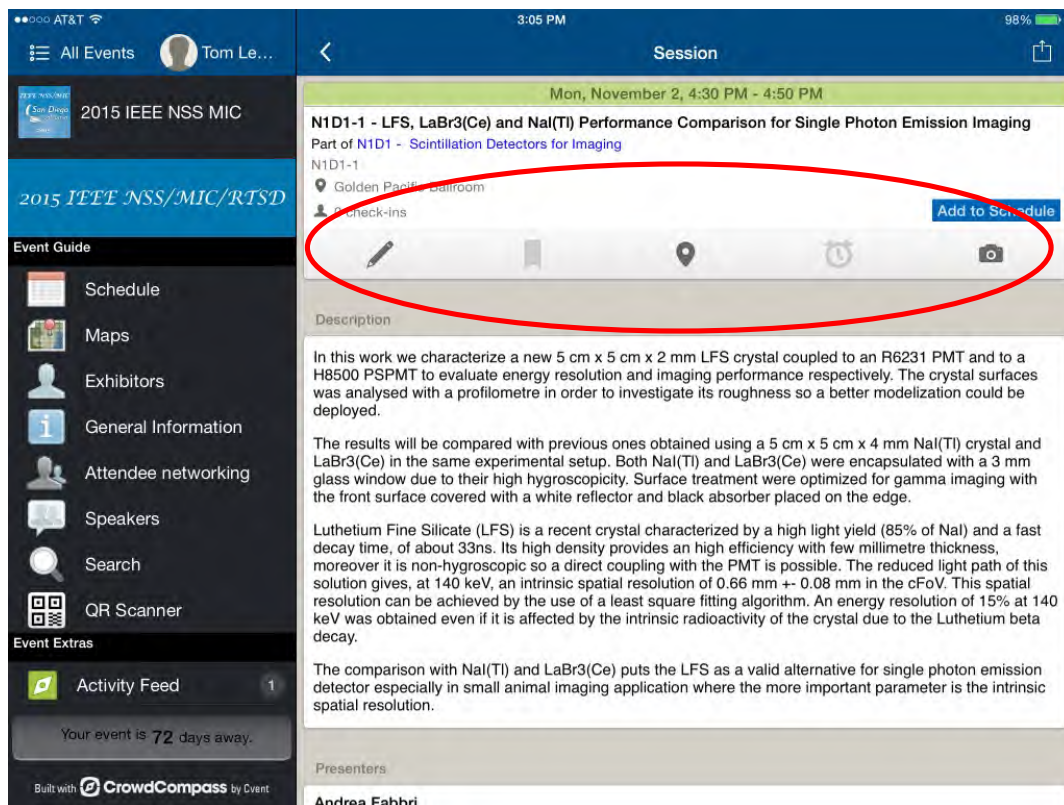 AT&T 3:05 PM 98%
All Events Tom Le...
Session
2015 IEEE NSS MIC
San Diego
2015 IEEE NSS/MIC/RTSD
Event Guide
Schedule
Maps
Exhibitors
General Information
Attendee networking
Speakers
Search
QR Scanner
Event Extras
Activity Feed 1
Your event is 72 days away.
Built with CrowdCompass by Cvent
Mon, November 2, 4:30 PM - 4:50 PM
N1D1-1 - LFS, LaBr3(Ce) and NaI(Tl) Performance Comparison for Single Photon Emission Imaging
Part of N1D1 - Scintillation Detectors for Imaging
N1D1-1
Golden Pacific Ballroom
check-ins
Add to Schedule
Description
In this work we characterize a new 5 cm x 5 cm x 2 mm LFS crystal coupled to an R6231 PMT and to a
H8500 PSPMT to evaluate energy resolution and imaging performance respectively. The crystal surfaces
was analysed with a profilometre in order to investigate its roughness so a better modelization could be
deployed.
The results will be compared with previous ones obtained using a 5 cm x 5 cm x 4 mm NaI(Tl) crystal and
LaBr3(Ce) in the same experimental setup. Both NaI(Tl) and LaBr3(Ce) were encapsulated with a 3 mm
glass window due to their high hygroscopicity. Surface treatment were optimized for gamma imaging with
the front surface covered with a white reflector and black absorber placed on the edge.
Luthetium Fine Silicate (LFS) is a recent crystal characterized by a high light yield (85% of NaI) and a fast
decay time, of about 33ns. Its high density provides an high efficiency with few millimetre thickness,
moreover it is non-hygroscopic so a direct coupling with the PMT is possible. The reduced light path of this
solution gives, at 140 keV, an intrinsic spatial resolution of 0.66 mm +- 0.08 mm in the cFoV. This spatial
resolution can be achieved by the use of a least square fitting algorithm. An energy resolution of 15% at 140
keV was obtained even if it is affected by the intrinsic radioactivity of the crystal due to the Luthetium beta
decay.
The comparison with NaI(Tl) and LaBr3(Ce) puts the LFS as a valid alternative for single photon emission
detector especially in small animal imaging application where the more important parameter is the intrinsic
spatial resolution.
Presenters
Andrea Fabbri